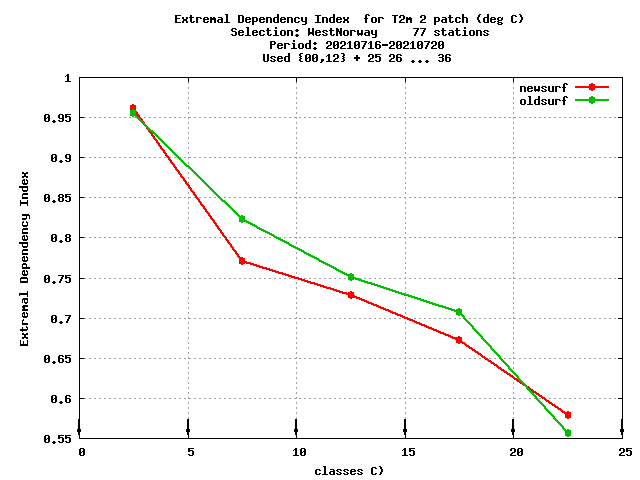 Extremal Dependency Index  for T2m 2 patch (deg C)
Selection: WestNorway     77 stations
Period: 20210716-20210720
Used {00,12} + 25 26 ... 36
newsurf
oldsurf
Extremal Dependency Index
1
0.95
0.9
0.85
0.8
0.75
0.7
0.65
0.6
0.55
0 5 10 15 20 25
classes C)